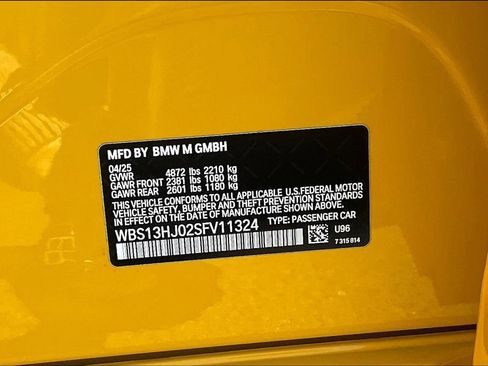 MFD BY BMW M GMBH
04/25
GVWR 4872 lbs 2210 kg
GAWR FRONT 2381 lbs 1080 kg
GAWR REAR 2601 lbs 1180 kg
THIS VEHICLE CONFORMS TO ALL APPLICABLE U.S. FEDERAL MOTOR
VEHICLE SAFETY, BUMPER, AND THEFT PREVENTION STANDARDS IN
EFFECT ON THE DATE OF MANUFACTURE SHOWN ABOVE.
WBS13HJ02SFV11324 TYPE: PASSENGER CAR
U96
7 315 814